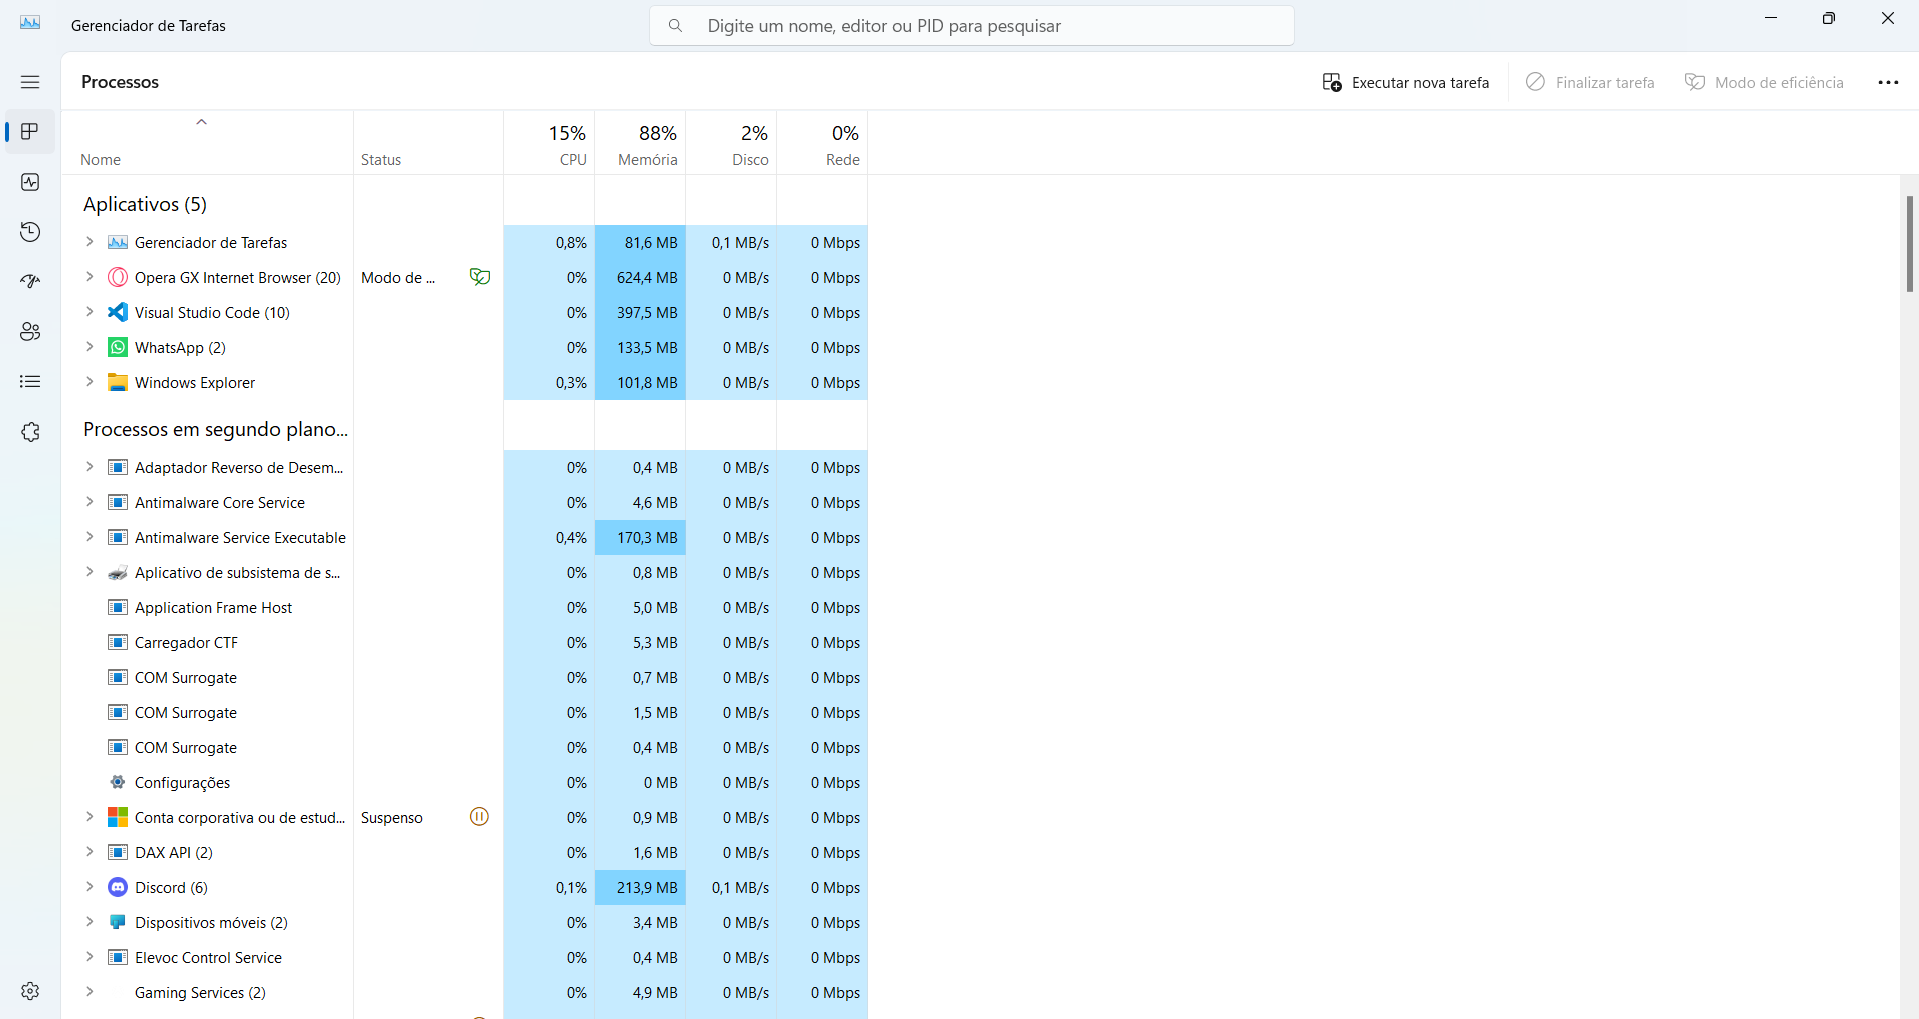 Gerenciador de Tarefas
Digite um nome, editor ou PID para pesquisar
Processos
Executar nova tarefa
Finalizar tarefa
Modo de eficiência
15% 88% 2% 0%
Nome Status CPU Memória Disco Rede
Aplicativos (5)
Gerenciador de Tarefas 0,8% 81,6 MB 0,1 MB/s 0 Mbps
Opera GX Internet Browser (20) Modo de ... 0% 624,4 MB 0 MB/s 0 Mbps
Visual Studio Code (10) 0% 397,5 MB 0 MB/s 0 Mbps
WhatsApp (2) 0% 133,5 MB 0 MB/s 0 Mbps
Windows Explorer 0,3% 101,8 MB 0 MB/s 0 Mbps
Processos em segundo plano...
Adaptador Reverso de Desem... 0% 0,4 MB 0 MB/s 0 Mbps
Antimalware Core Service 0% 4,6 MB 0 MB/s 0 Mbps
Antimalware Service Executable 0,4% 170,3 MB 0 MB/s 0 Mbps
Aplicativo de subsistema de s... 0% 0,8 MB 0 MB/s 0 Mbps
Application Frame Host 0% 5,0 MB 0 MB/s 0 Mbps
Carregador CTF 0% 5,3 MB 0 MB/s 0 Mbps
COM Surrogate 0% 0,7 MB 0 MB/s 0 Mbps
COM Surrogate 0% 1,5 MB 0 MB/s 0 Mbps
COM Surrogate 0% 0,4 MB 0 MB/s 0 Mbps
Configurações 0% 0 MB 0 MB/s 0 Mbps
Conta corporativa ou de estud... Suspenso 0% 0,9 MB 0 MB/s 0 Mbps
DAX API (2) 0% 1,6 MB 0 MB/s 0 Mbps
Discord (6) 0,1% 213,9 MB 0,1 MB/s 0 Mbps
Dispositivos móveis (2) 0% 3,4 MB 0 MB/s 0 Mbps
Elevoc Control Service 0% 0,4 MB 0 MB/s 0 Mbps
Gaming Services (2) 0% 4,9 MB 0 MB/s 0 Mbps